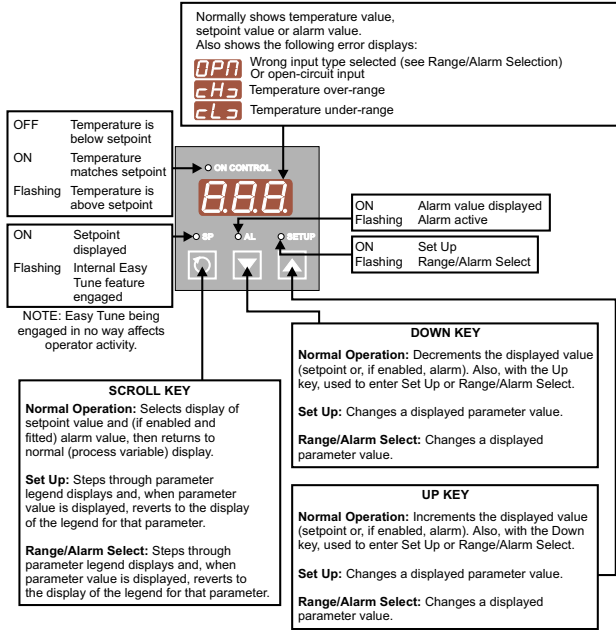 Normally shows temperature value,
setpoint value or alarm value.
Also shows the following error displays:
OPN Wrong input type selected (see Range/Alarm Selection)
Or open-circuit input
cHɔ Temperature over-range
cLɔ Temperature under-range
OFF Temperature is
below setpoint
ON Temperature
matches setpoint
Flashing Temperature is
above setpoint
ON CONTROL
8.8.8.
SP AL SETUP
ON Alarm value displayed
Flashing Alarm active
ON Set Up
Flashing Range/Alarm Select
ON Setpoint
displayed
Flashing Internal Easy
Tune feature
engaged
NOTE: Easy Tune being
engaged in no way affects
operator activity.
DOWN KEY
Normal Operation: Decrements the displayed value
(setpoint or, if enabled, alarm). Also, with the Up
key, used to enter Set Up or Range/Alarm Select.
Set Up: Changes a displayed parameter value.
Range/Alarm Select: Changes a displayed
parameter value.
SCROLL KEY
Normal Operation: Selects display of
setpoint value and (if enabled and
fitted) alarm value, then returns to
normal (process variable) display.
Set Up: Steps through parameter
legend displays and, when parameter
value is displayed, reverts to the display
of the legend for that parameter.
Range/Alarm Select: Steps through
parameter legend displays and, when
parameter value is displayed, reverts to
the display of the legend for that parameter.
UP KEY
Normal Operation: Increments the displayed value
(setpoint or, if enabled, alarm). Also, with the Down
key, used to enter Set Up or Range/Alarm Select.
Set Up: Changes a displayed parameter value.
Range/Alarm Select: Changes a displayed
parameter value.